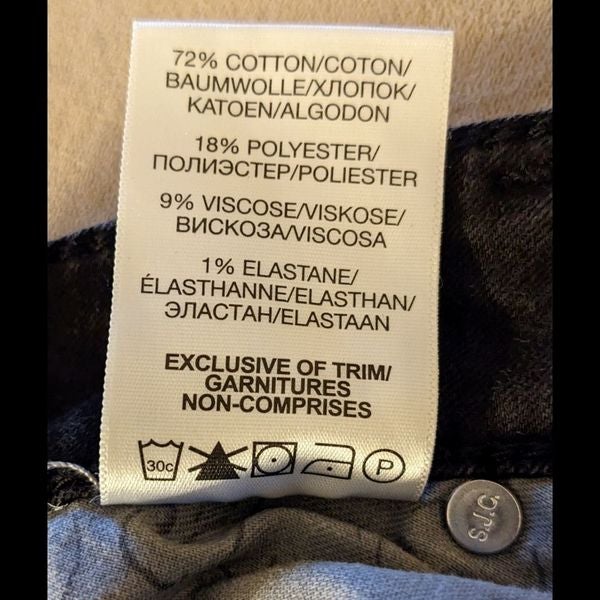 72% COTTON/COTON/
BAUMWOLLE/ХЛОПОК/
KATOEN/ALGODON
18% POLYESTER/
ПОЛИЭСТЕР/POLIESTER
9% VISCOSE/VISKOSE/
ВИСКОЗА/VISCOSA
1% ELASTANE/
ÉLASTHANNE/ELASTHAN/
ЭЛАСТАН/ELASTAAN
EXCLUSIVE OF TRIM/
GARNITURES
NON-COMPRISES
30c P
S.J.C.